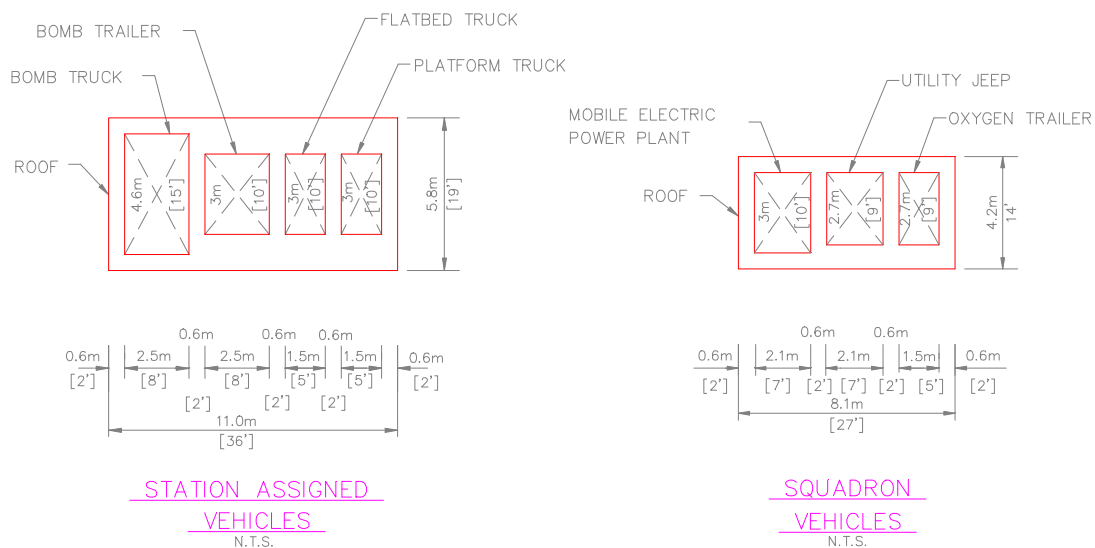 FLATBED TRUCK
BOMB TRAILER
PLATFORM TRUCK
BOMB TRUCK
ROOF
4.6m
[15']
3m
[10']
3m
[10']
3m
[10']
5.8m
[19']
0.6m
0.6m
0.6m
0.6m
2.5m
2.5m
1.5m
1.5m
0.6m
[2']
[8']
[8']
[5']
[5']
[2']
[2']
[2']
[2']
11.0m
[36']
STATION ASSIGNED
VEHICLES
N.T.S.
UTILITY JEEP
MOBILE ELECTRIC
POWER PLANT
OXYGEN TRAILER
ROOF
3m
[10']
2.7m
[9']
2.7m
[9']
4.2m
14'
0.6m
0.6m
0.6m
2.1m
2.1m
1.5m
0.6m
[2']
[7']
[2']
[7']
[2']
[5']
[2']
8.1m
[27']
SQUADRON
VEHICLES
N.T.S.